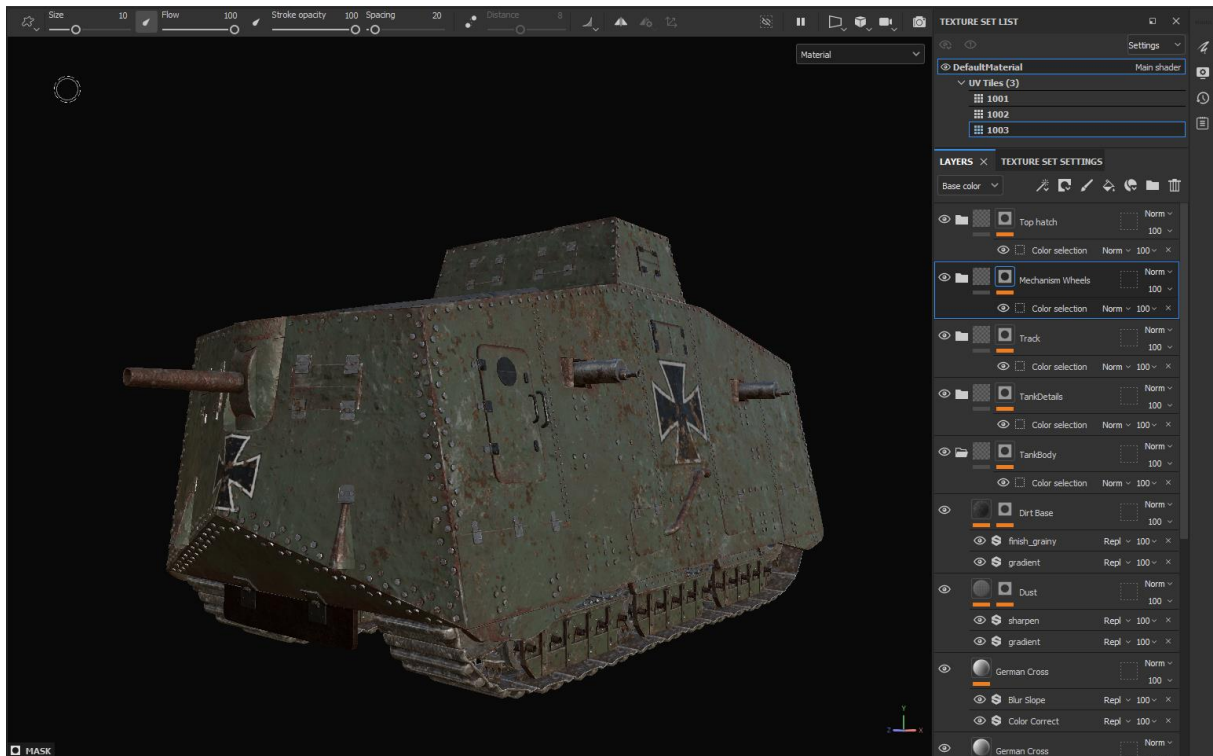 Size 10 Flow 100 Stroke opacity 100 Spacing 20 Distance 8
Material
TEXTURE SET LIST
Settings
DefaultMaterial Main shader
UV Tiles (3)
1001
1002
1003
LAYERS TEXTURE SET SETTINGS
Base color
Top hatch Norm
100
Color selection Norm 100
Mechanism Wheels Norm
100
Color selection Norm 100
Track Norm
100
Color selection Norm 100
TankDetails Norm
100
Color selection Norm 100
TankBody Norm
100
Color selection Norm 100
Dirt Base Norm
100
finish_grainy Repl 100
gradient Repl 100
Dust Norm
100
sharpen Repl 100
gradient Repl 100
German Cross Norm
100
Blur Slope Repl 100
Color Correct Repl 100
German Cross Norm
Y
Z X
MASK